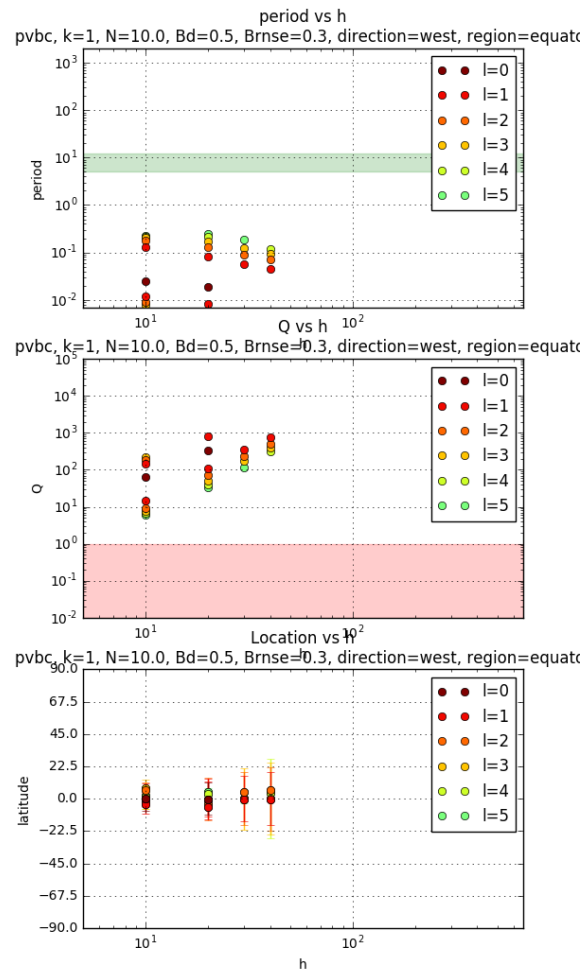 period vs h
pvbc, k=1, N=10.0, Bd=0.5, Brnse=0.3, direction=west, region=equato
10³
10²
10¹
10⁰
10⁻¹
10⁻²
period
l=0
l=1
l=2
l=3
l=4
l=5
10¹
10²
h
Q vs h
pvbc, k=1, N=10.0, Bd=0.5, Brnse=0.3, direction=west, region=equato
10⁵
10⁴
10³
10²
10¹
10⁰
10⁻¹
10⁻²
Q
l=0
l=1
l=2
l=3
l=4
l=5
10¹
10²
h
Location vs h
pvbc, k=1, N=10.0, Bd=0.5, Brnse=0.3, direction=west, region=equato
90.0
67.5
45.0
22.5
0.0
−22.5
−45.0
−67.5
−90.0
latitude
l=0
l=1
l=2
l=3
l=4
l=5
10¹
10²
h